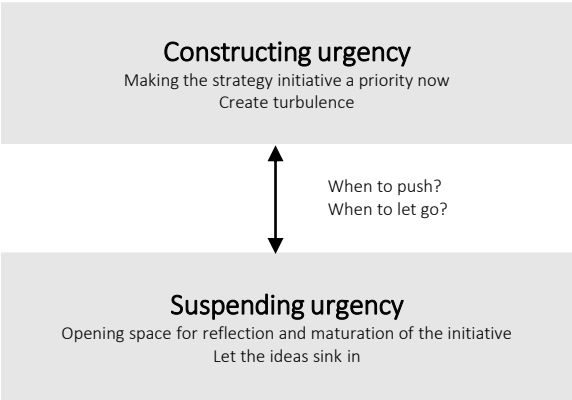 Constructing urgency
Making the strategy initiative a priority now
Create turbulence
When to push?
When to let go?
Suspending urgency
Opening space for reflection and maturation of the initiative
Let the ideas sink in